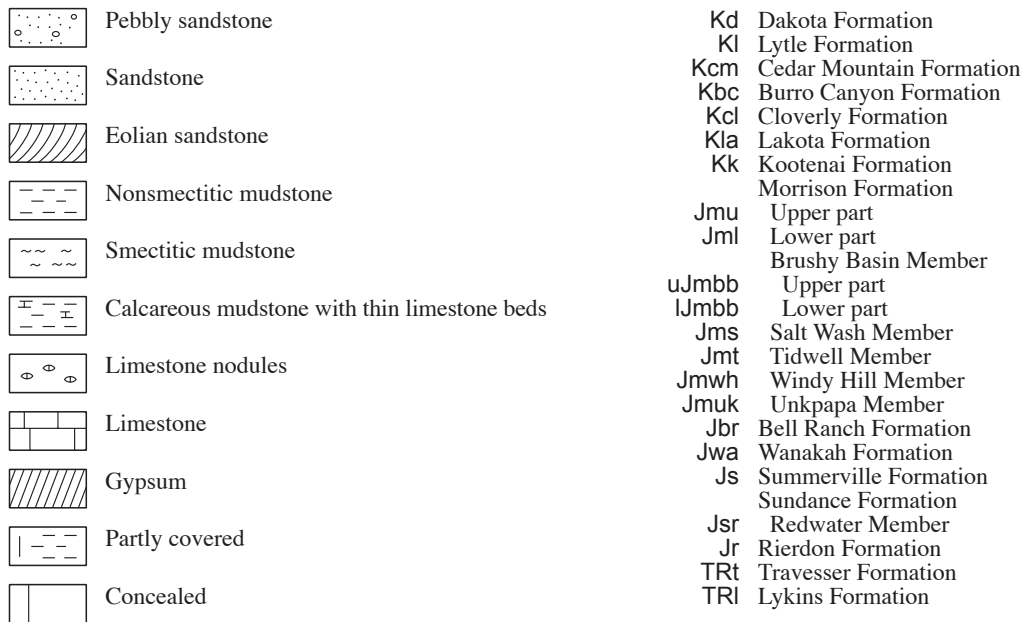 Pebbly sandstone
Sandstone
Eolian sandstone
Nonsmectitic mudstone
Smectitic mudstone
Calcareous mudstone with thin limestone beds
Limestone nodules
Limestone
Gypsum
Partly covered
Concealed
Kd Dakota Formation
Kl Lytle Formation
Kcm Cedar Mountain Formation
Kbc Burro Canyon Formation
Kcl Cloverly Formation
Kla Lakota Formation
Kk Kootenai Formation
Morrison Formation
Jmu Upper part
Jml Lower part
Brushy Basin Member
uJmbb Upper part
lJmbb Lower part
Jms Salt Wash Member
Jmt Tidwell Member
Jmwh Windy Hill Member
Jmuk Unkpapa Member
Jbr Bell Ranch Formation
Jwa Wanakah Formation
Js Summerville Formation
Sundance Formation
Jsr Redwater Member
Jr Rierdon Formation
TRt Travesser Formation
TRl Lykins Formation